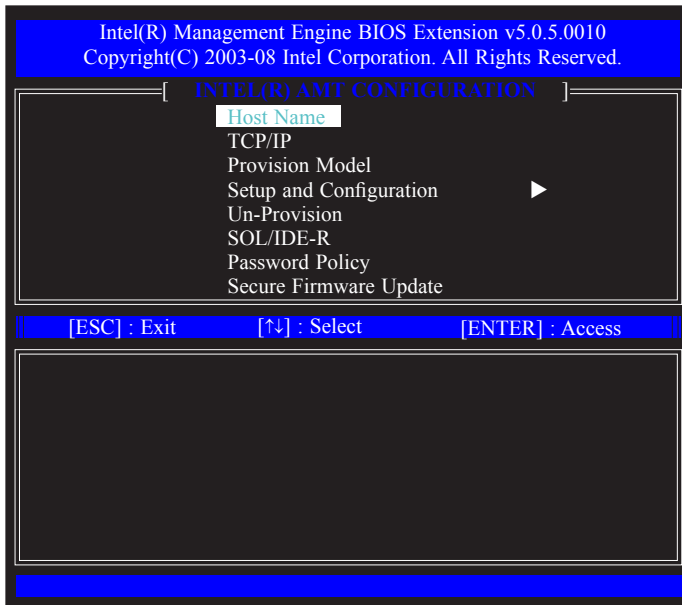 Intel(R) Management Engine BIOS Extension v5.0.5.0010
Copyright(C) 2003-08 Intel Corporation. All Rights Reserved.
[ INTEL(R) AMT CONFIGURATION ]
Host Name
TCP/IP
Provision Model
Setup and Configuration ▶
Un-Provision
SOL/IDE-R
Password Policy
Secure Firmware Update
[ESC] : Exit [↑↓] : Select [ENTER] : Access